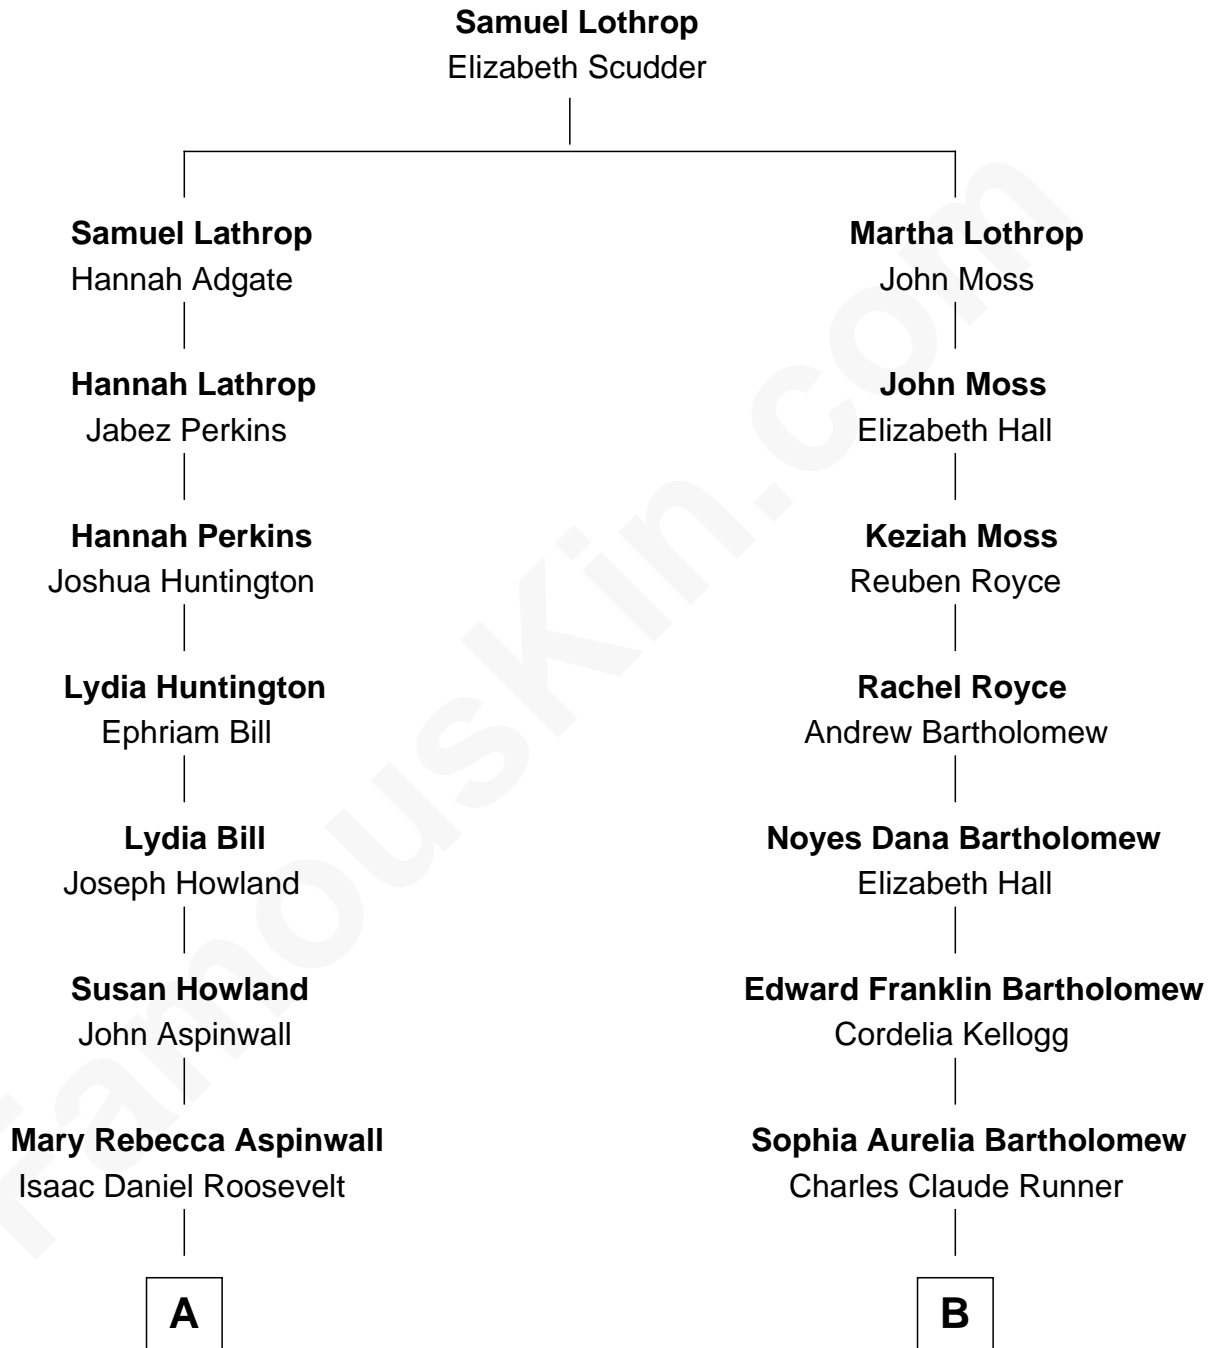 Samuel Lothrop
Elizabeth Scudder
Samuel Lathrop
Hannah Adgate
Hannah Lathrop
Jabez Perkins
Hannah Perkins
Joshua Huntington
Lydia Huntington
Ephriam Bill
Lydia Bill
Joseph Howland
Susan Howland
John Aspinwall
Mary Rebecca Aspinwall
Isaac Daniel Roosevelt
A
Martha Lothrop
John Moss
John Moss
Elizabeth Hall
Keziah Moss
Reuben Royce
Rachel Royce
Andrew Bartholomew
Noyes Dana Bartholomew
Elizabeth Hall
Edward Franklin Bartholomew
Cordelia Kellogg
Sophia Aurelia Bartholomew
Charles Claude Runner
B
FamousKin.com